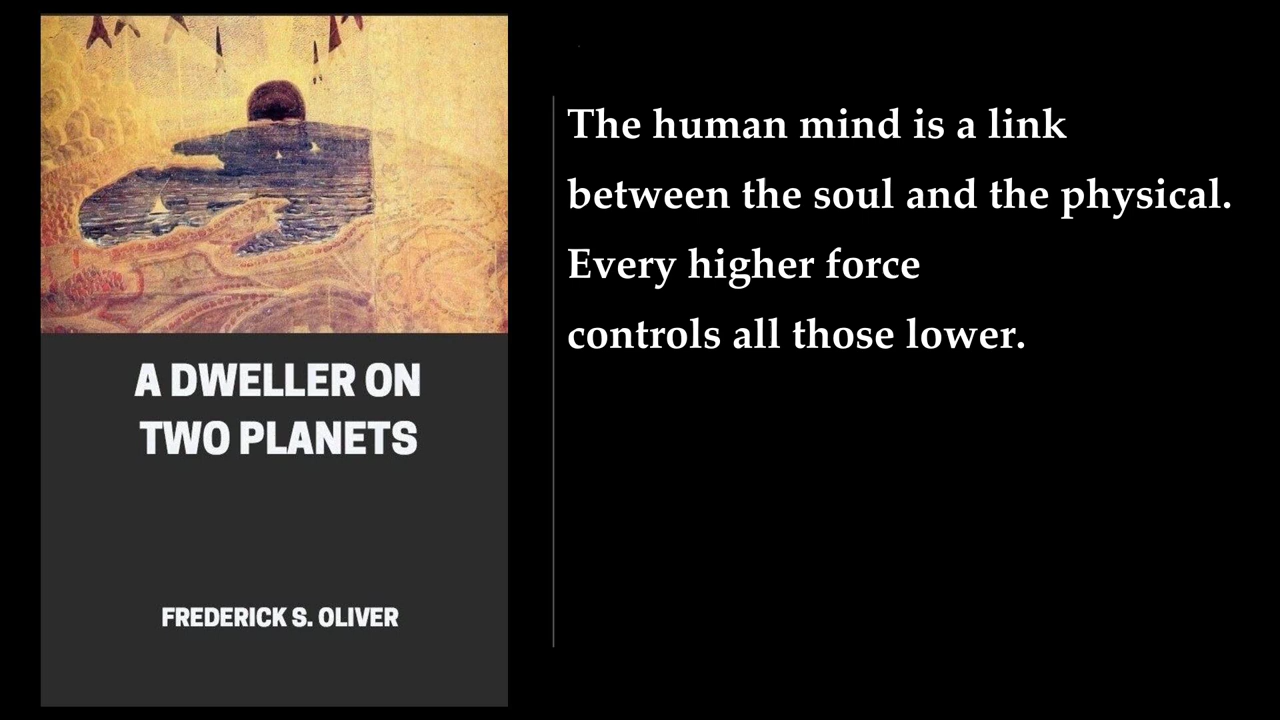 A DWELLER ON
TWO PLANETS
FREDERICK S. OLIVER
The human mind is a link
between the soul and the physical.
Every higher force
controls all those lower.